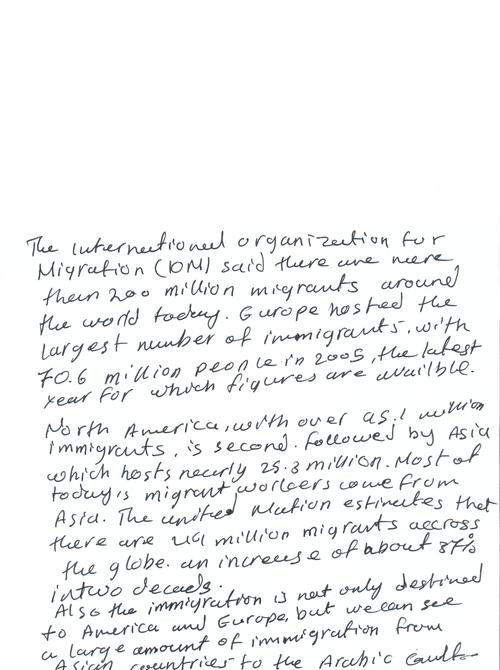 The International organization for
Migration (IOM) said there are more
than 200 million migrants around
the world today. Europe hosted the
largest number of immigrants, with
70.6 million people in 2005, the latest
year for which figures are availble.
North America, with over 45.1 million
immigrants, is second. followed by Asia
which hosts nearly 25.3 million. Most of
today's migrant workers come from
Asia. The united Nation estimates that
there are 214 million migrants accross
the globe. an increase of about 37%
in two decads.
Also the immigration is not only destined
to America and Europe, but we can see
a large amount of immigration from
Asian countries to the Arabic